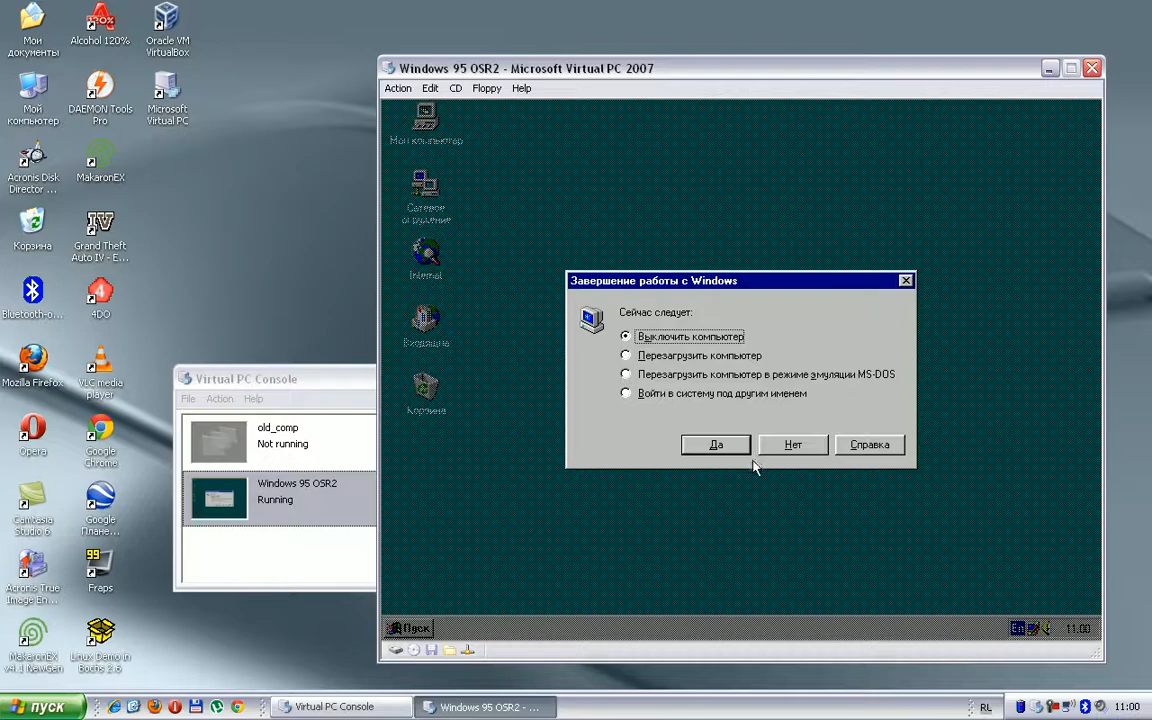 Мои документы
Alcohol 120%
Oracle VM VirtualBox
Мой компьютер
DAEMON Tools Pro
Microsoft Virtual PC
Acronis Disk Director ...
MakaronEX
Корзина
Grand Theft Auto IV - E...
Bluetooth-о...
4DO
Mozilla Firefox
VLC media player
Opera
Google Chrome
Camtasia Studio 6
Google Плане...
Acronis True Image En...
99
Fraps
MakaronEX v4.1 NewGen
Linux Demo in Bochs 2.6
Virtual PC Console
File Action Help
old_comp
Not running
Windows 95 OSR2
Running
Windows 95 OSR2 - Microsoft Virtual PC 2007
Action Edit CD Floppy Help
Мой компьютер
Сетевое окружение
Internet
Входящие
Корзина
Завершение работы с Windows
Сейчас следует:
Выключить компьютер
Перезагрузить компьютер
Перезагрузить компьютер в режиме эмуляции MS-DOS
Войти в систему под другим именем
Да Нет Справка
Пуск
En
11:00
пуск
Virtual PC Console
Windows 95 OSR2 - ...
RL
11:00